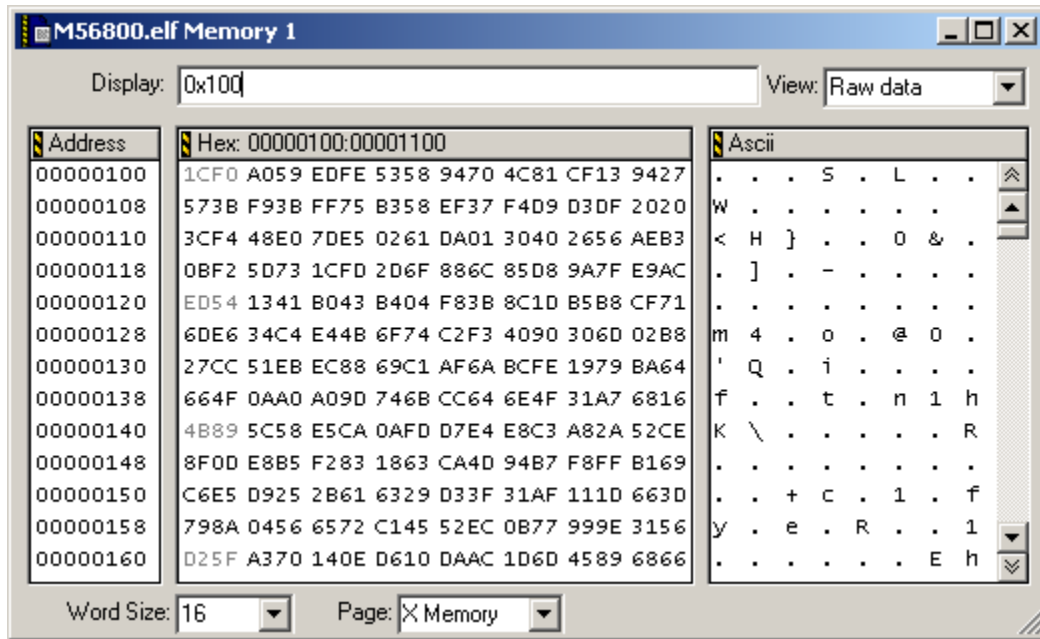 M56800.elf Memory 1
Display: 0x100 View: Raw data
Address Hex: 00000100:00001100 Ascii
00000100 1CF0 A059 EDFE 5358 9470 4C81 CF13 9427 . . . S . L . .
00000108 573B F93B FF75 B358 EF37 F4D9 D3DF 2020 W . . . . . .
00000110 3CF4 48E0 7DE5 0261 DA01 3040 2656 AEB3 < H } . . 0 & .
00000118 0BF2 5D73 1CFD 2D6F 886C 85D8 9A7F E9AC . ] . - . . . .
00000120 ED54 1341 B043 B404 F83B 8C1D B5B8 CF71 . . . . . . . .
00000128 6DE6 34C4 E44B 6F74 C2F3 4090 306D 02B8 m 4 . o . @ 0 .
00000130 27CC 51EB EC88 69C1 AF6A BCFE 1979 BA64 ' Q . i . . . .
00000138 664F 0AA0 A09D 746B CC64 6E4F 31A7 6816 f . . t . n 1 h
00000140 4B89 5C58 E5CA 0AFD D7E4 E8C3 A82A 52CE K \ . . . . . R
00000148 8F0D E8B5 F283 1863 CA4D 94B7 F8FF B169 . . . . . . . .
00000150 C6E5 D925 2B61 6329 D33F 31AF 111D 663D . . + c . 1 . f
00000158 798A 0456 6572 C145 52EC 0B77 999E 3156 y . e . R . . 1
00000160 D25F A370 140E D610 DAAC 1D6D 4589 6866 . . . . . . E h
Word Size: 16 Page: X Memory